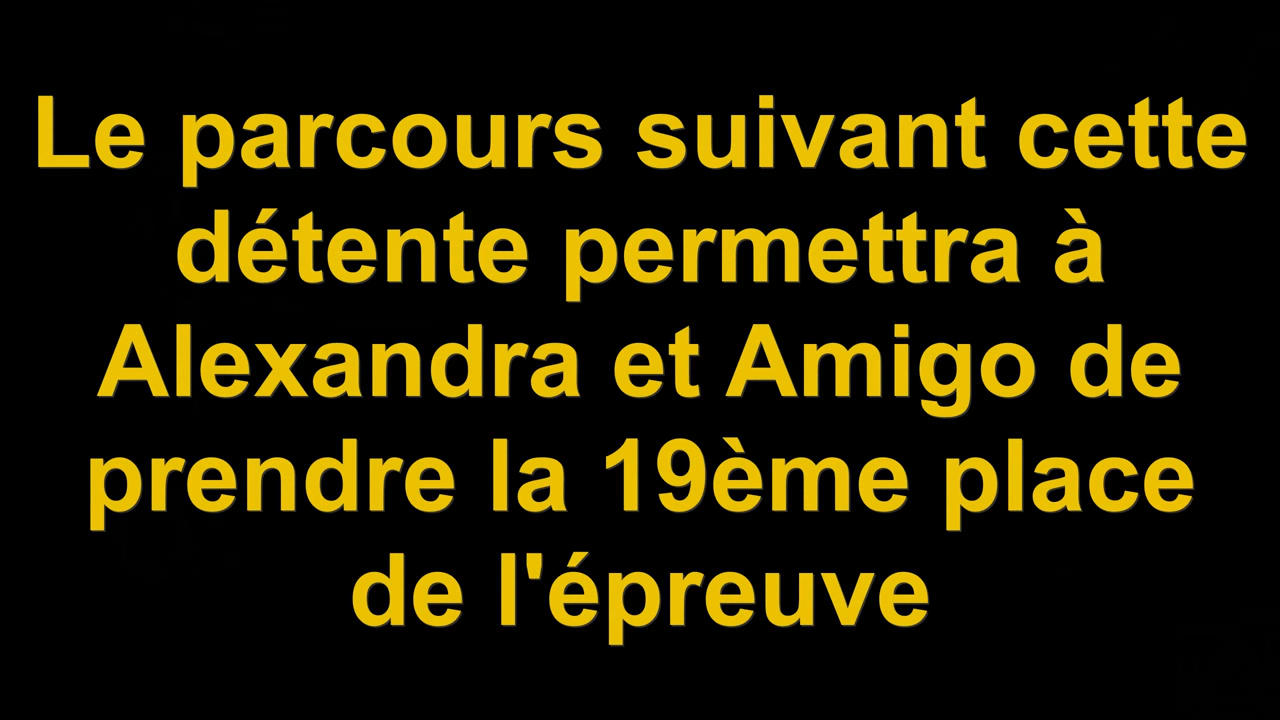 Le parcours suivant cette
détente permettra à
Alexandra et Amigo de
prendre la 19ème place
de l'épreuve